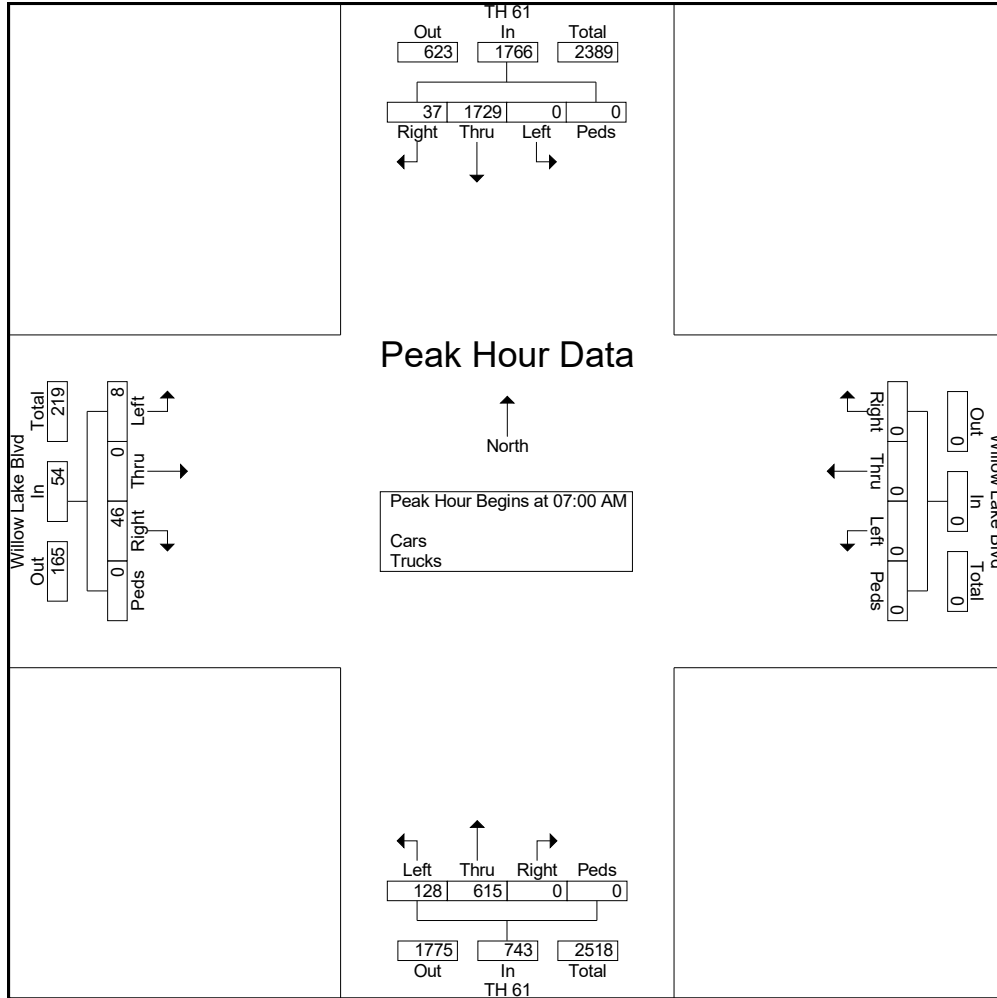 TH 61
Out In Total
623 1766 2389
37 1729 0 0
Right Thru Left Peds
Peak Hour Data
North
Peak Hour Begins at 07:00 AM
Cars
Trucks
Willow Lake Blvd
Total In Out
219 54 165
8 0 46 0
Left Thru Right Peds
Right Thru Left Peds
0 0 0 0
Out In Total
0 0 0
Willow Lake Blvd
Left Thru Right Peds
128 615 0 0
1775 743 2518
Out In Total
TH 61